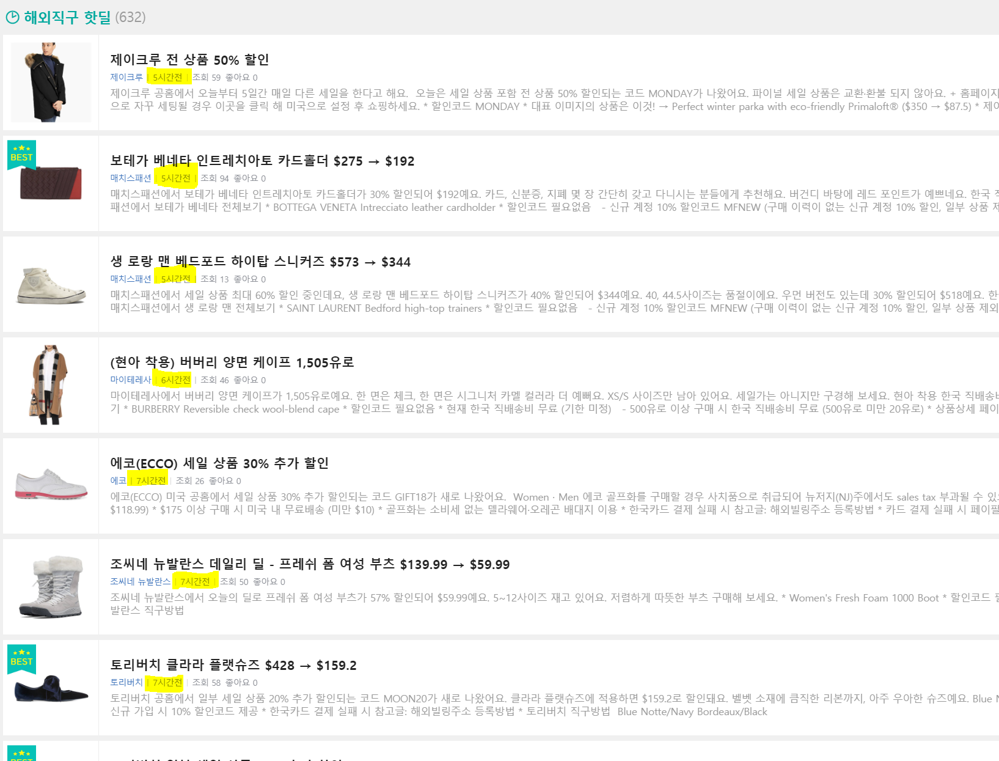 해외직구 핫딜 (632)
제이크루 전 상품 50% 할인
제이크루 | 5시간전 | 조회 59 좋아요 0
제이크루 공홈에서 오늘부터 5일간 매일 다른 세일을 한다고 해요. 오늘은 세일 상품 포함 전 상품 50% 할인되는 코드 MONDAY가 나왔어요. 파이널 세일 상품은 교환·환불 되지 않아요. + 홈페이지
으로 자꾸 세팅될 경우 이곳을 클릭 해 미국으로 설정 후 쇼핑하세요. * 할인코드 MONDAY * 대표 이미지의 상품은 이것! → Perfect winter parka with eco-friendly Primaloft® ($350 → $87.5) * 제이
BEST
보테가 베네타 인트레치아토 카드홀더 $275 → $192
매치스패션 | 5시간전 | 조회 94 좋아요 0
매치스패션에서 보테가 베네타 인트레치아토 카드홀더가 30% 할인되어 $192예요. 카드, 신분증, 지폐 몇 장 간단히 갖고 다니시는 분들에게 추천해요. 버건디 바탕에 레드 포인트가 예쁘네요. 한국 직
패션에서 보테가 베네타 전체보기 * BOTTEGA VENETA Intrecciato leather cardholder * 할인코드 필요없음 - 신규 계정 10% 할인코드 MFNEW (구매 이력이 없는 신규 계정 10% 할인, 일부 상품 제
생 로랑 맨 베드포드 하이탑 스니커즈 $573 → $344
매치스패션 | 5시간전 | 조회 13 좋아요 0
매치스패션에서 세일 상품 최대 60% 할인 중인데요, 생 로랑 맨 베드포드 하이탑 스니커즈가 40% 할인되어 $344예요. 40, 44.5사이즈는 품절이에요. 우먼 버전도 있는데 30% 할인되어 $518예요. 한
매치스패션에서 생 로랑 맨 전체보기 * SAINT LAURENT Bedford high-top trainers * 할인코드 필요없음 - 신규 계정 10% 할인코드 MFNEW (구매 이력이 없는 신규 계정 10% 할인, 일부 상품 제외
(현아 착용) 버버리 양면 케이프 1,505유로
마이테레사 | 6시간전 | 조회 46 좋아요 0
마이테레사에서 버버리 양면 케이프가 1,505유로예요. 한 면은 체크, 한 면은 시그니처 카멜 컬러라 더 예뻐요. XS/S 사이즈만 남아 있어요. 세일가는 아니지만 구경해 보세요. 현아 착용 한국 직배송비
기 * BURBERRY Reversible check wool-blend cape * 할인코드 필요없음 * 현재 한국 직배송비 무료 (기한 미정) - 500유로 이상 구매 시 한국 직배송비 무료 (500유로 미만 20유로) * 상품상세 페이
에코(ECCO) 세일 상품 30% 추가 할인
에코 | 7시간전 | 조회 26 좋아요 0
에코(ECCO) 미국 공홈에서 세일 상품 30% 추가 할인되는 코드 GIFT18가 새로 나왔어요. Women · Men 에코 골프화를 구매할 경우 사치품으로 취급되어 뉴저지(NJ)주에서도 sales tax 부과될 수 있
$118.99) * $175 이상 구매 시 미국 내 무료배송 (미만 $10) * 골프화는 소비세 없는 델라웨어·오레곤 배대지 이용 * 한국카드 결제 실패 시 참고글: 해외빌링주소 등록방법 * 카드 결제 실패 시 페이필
조씨네 뉴발란스 데일리 딜 - 프레쉬 폼 여성 부츠 $139.99 → $59.99
조씨네 뉴발란스 | 7시간전 | 조회 50 좋아요 0
조씨네 뉴발란스에서 오늘의 딜로 프레쉬 폼 여성 부츠가 57% 할인되어 $59.99예요. 5~12사이즈 재고 있어요. 저렴하게 따뜻한 부츠 구매해 보세요. * Women's Fresh Foam 1000 Boot * 할인코드 필
발란스 직구방법
BEST
토리버치 클라라 플랫슈즈 $428 → $159.2
토리버치 | 7시간전 | 조회 58 좋아요 0
토리버치 공홈에서 일부 세일 상품 20% 추가 할인되는 코드 MOON20가 새로 나왔어요. 클라라 플랫슈즈에 적용하면 $159.2로 할인돼요. 벨벳 소재에 큼직한 리본까지, 아주 우아한 슈즈예요. Blue N
신규 가입 시 10% 할인코드 제공 * 한국카드 결제 실패 시 참고글: 해외빌링주소 등록방법 * 토리버치 직구방법 Blue Notte/Navy Bordeaux/Black